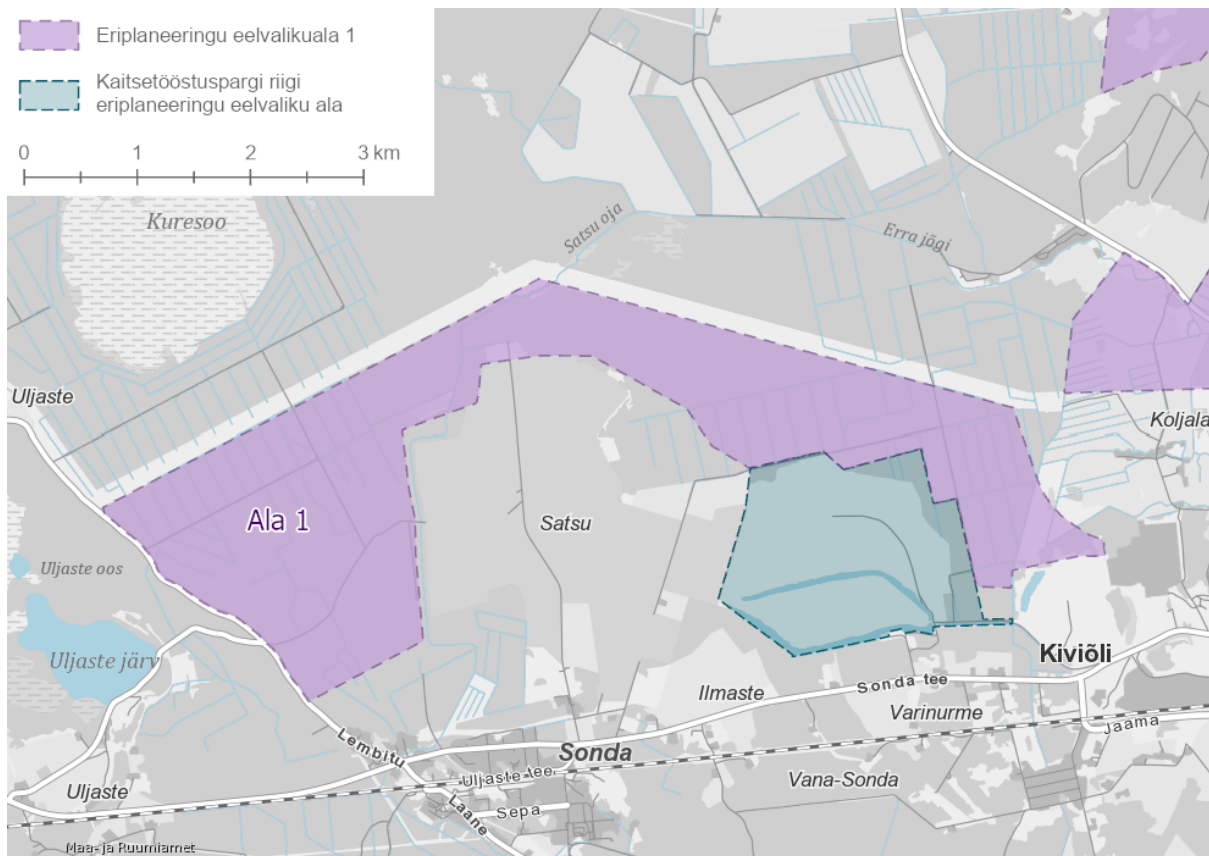 Eriplaneeringu eelvalikuala 1
Kaitsetööstuspargi riigi
eriplaneeringu eelvaliku ala
0 1 2 3 km
Kuresoo
Satsu oja
Erra jõgi
Uljaste
Koljala
Ala 1
Satsu
Uljaste oos
Uljaste järv
Kiviõli
Ilmaste
Sonda tee
Varinurme
Jaama
Lembitu
Sonda
Uljaste tee
Vana-Sonda
Uljaste
Laane
Sepa
Maa- ja Ruumiamet